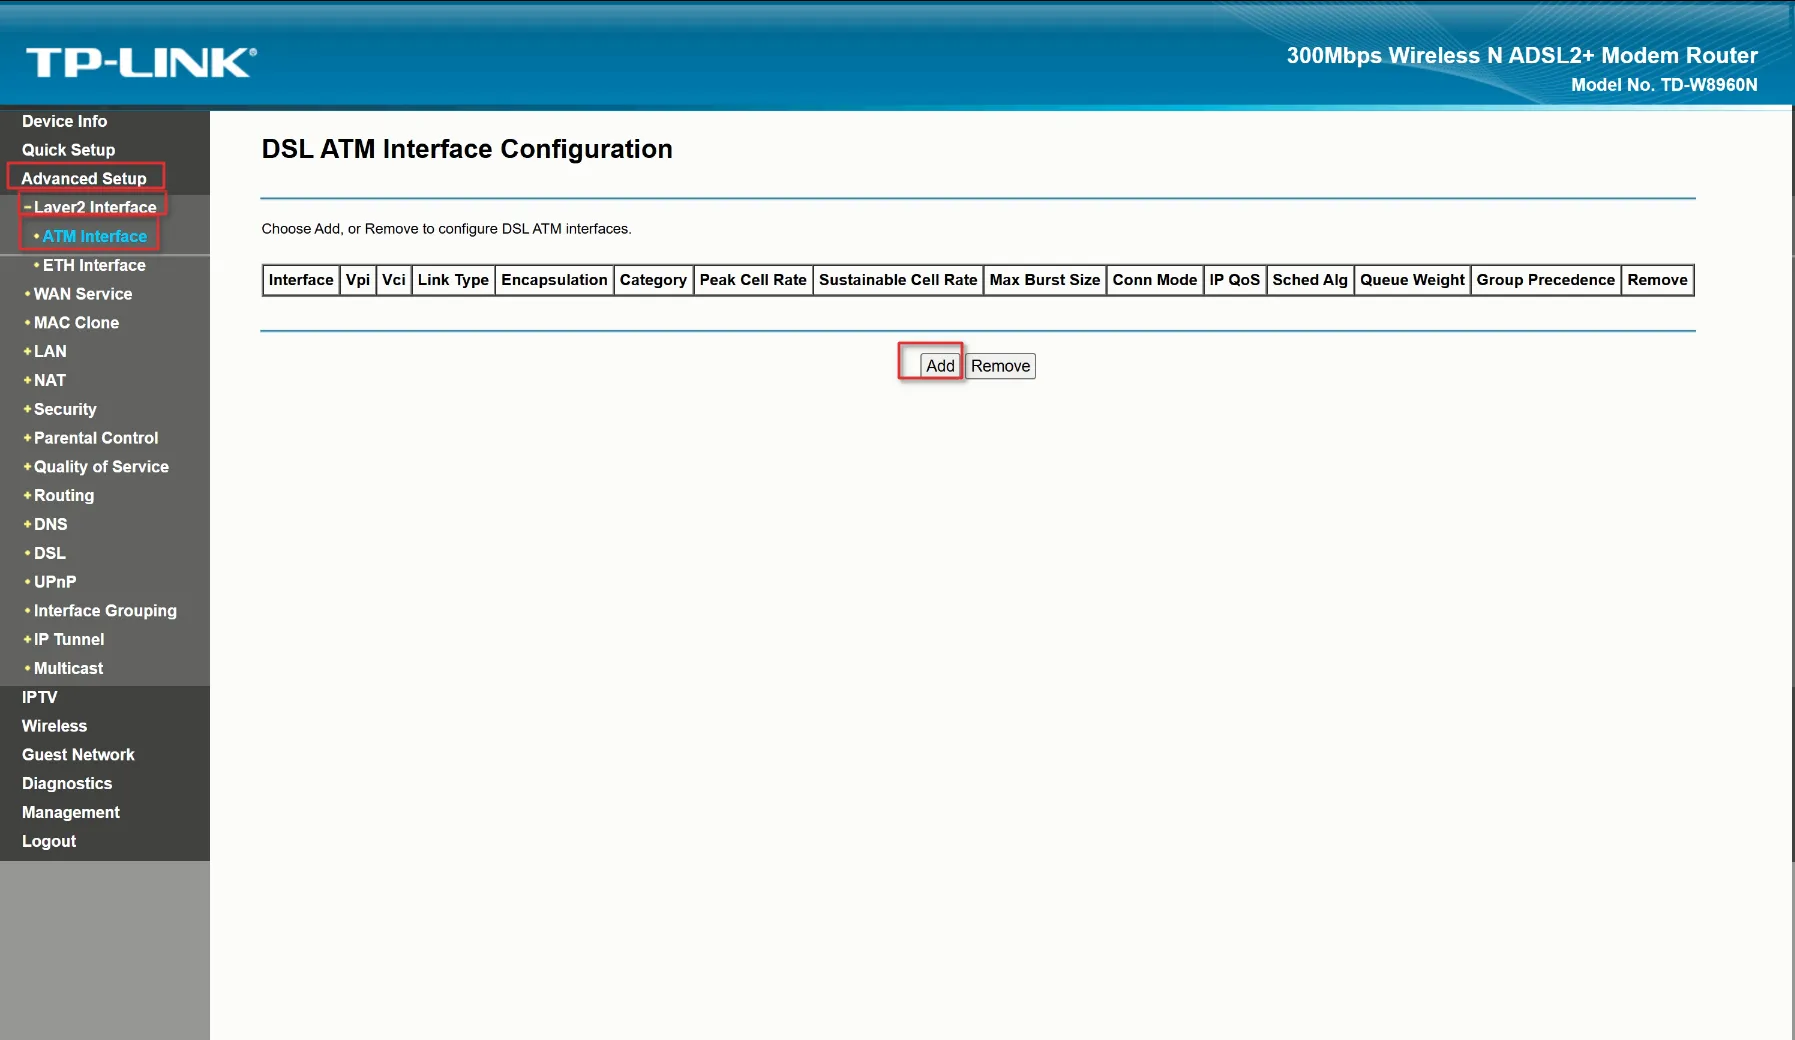 TP-LINK®
300Mbps Wireless N ADSL2+ Modem Router
Model No. TD-W8960N
Device Info
Quick Setup
Advanced Setup
Layer2 Interface
ATM Interface
ETH Interface
WAN Service
MAC Clone
LAN
NAT
Security
Parental Control
Quality of Service
Routing
DNS
DSL
UPnP
Interface Grouping
IP Tunnel
Multicast
IPTV
Wireless
Guest Network
Diagnostics
Management
Logout
DSL ATM Interface Configuration
Choose Add, or Remove to configure DSL ATM interfaces.
Interface Vpi Vci Link Type Encapsulation Category Peak Cell Rate Sustainable Cell Rate Max Burst Size Conn Mode IP QoS Sched Alg Queue Weight Group Precedence Remove
Add Remove